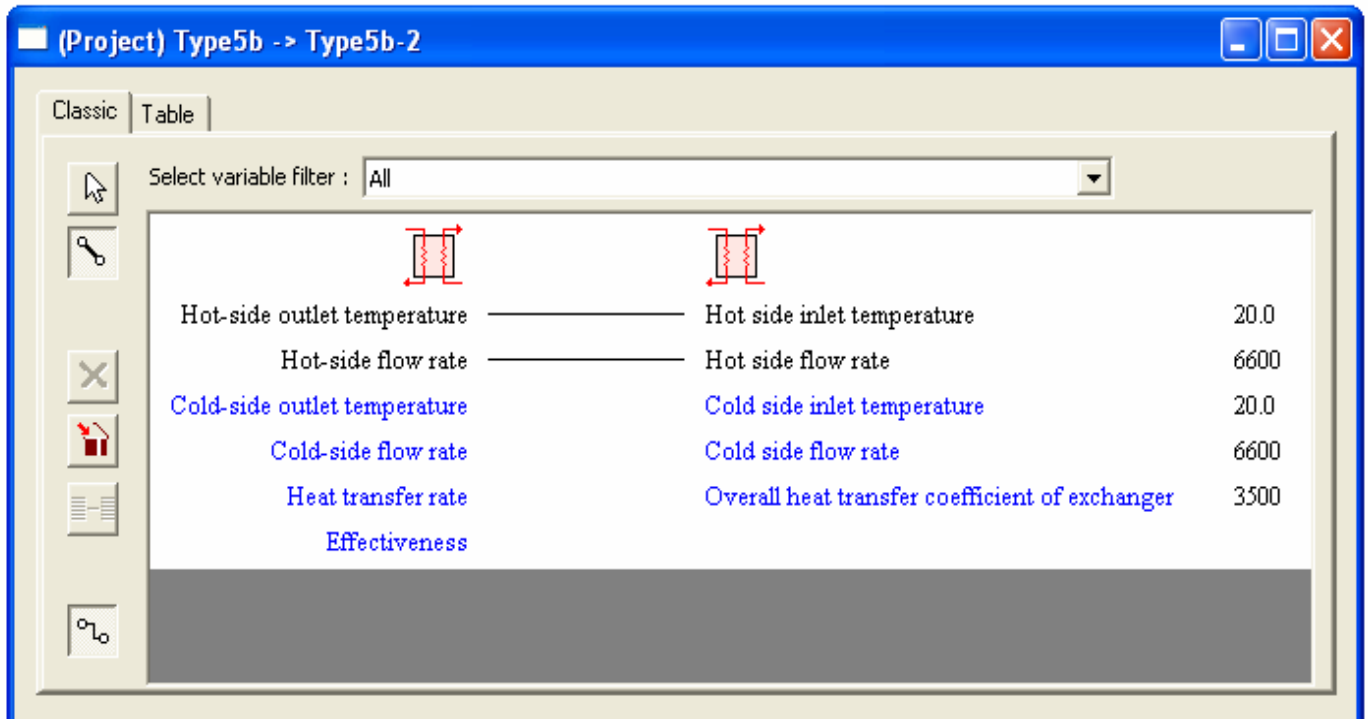 (Project) Type5b -> Type5b-2
Classic Table
Select variable filter : All
Hot-side outlet temperature Hot side inlet temperature 20.0
Hot-side flow rate Hot side flow rate 6600
Cold-side outlet temperature Cold side inlet temperature 20.0
Cold-side flow rate Cold side flow rate 6600
Heat transfer rate Overall heat transfer coefficient of exchanger 3500
Effectiveness